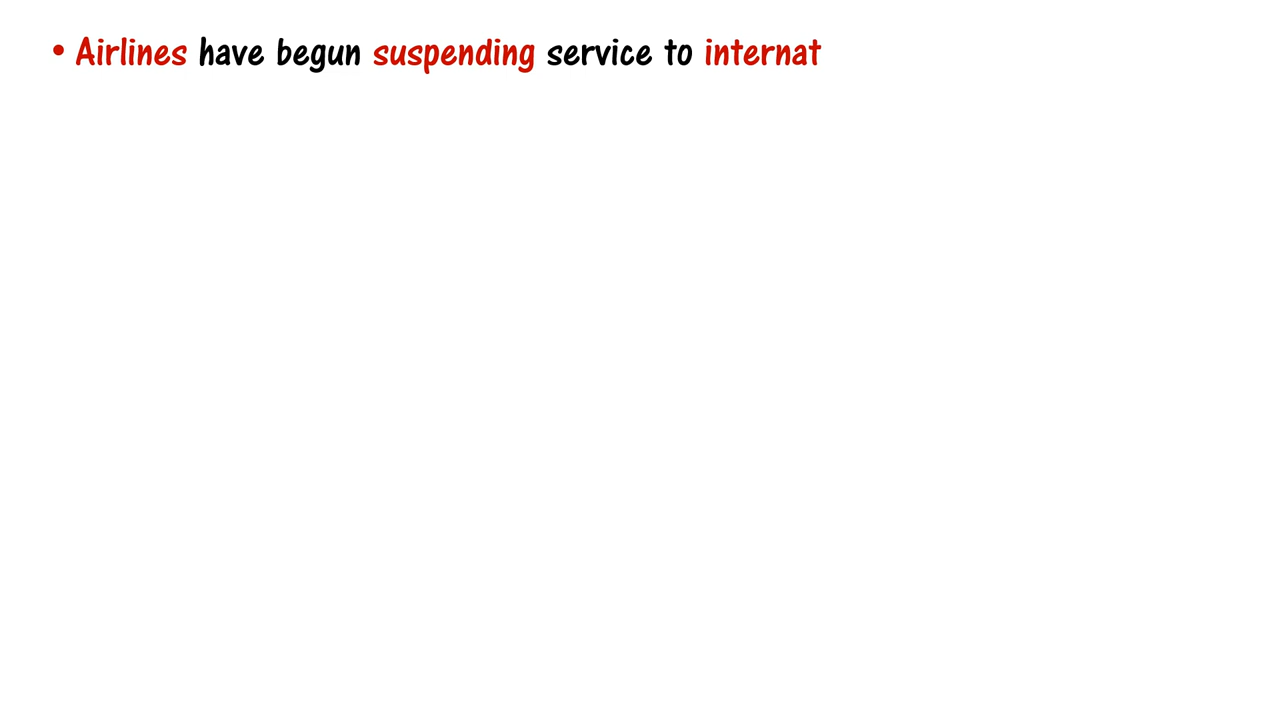 • Airlines have begun suspending service to internat